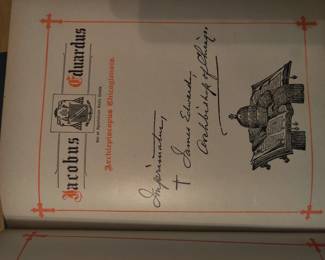 Jacobus Eduardus
Archiepiscopus Chicagiensis.
Imprimatur,
† James Edward,
Archbishop of Chicago